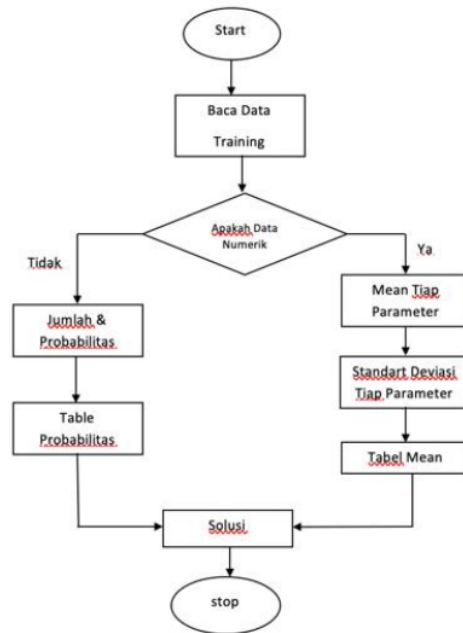 Start
Baca Data
Training
Apakah Data
Numerik
Tidak
Ya
Jumlah &
Probabilitas
Mean Tiap
Parameter
Table
Probabilitas
Standart Deviasi
Tiap Parameter
Tabel Mean
Solusi
stop